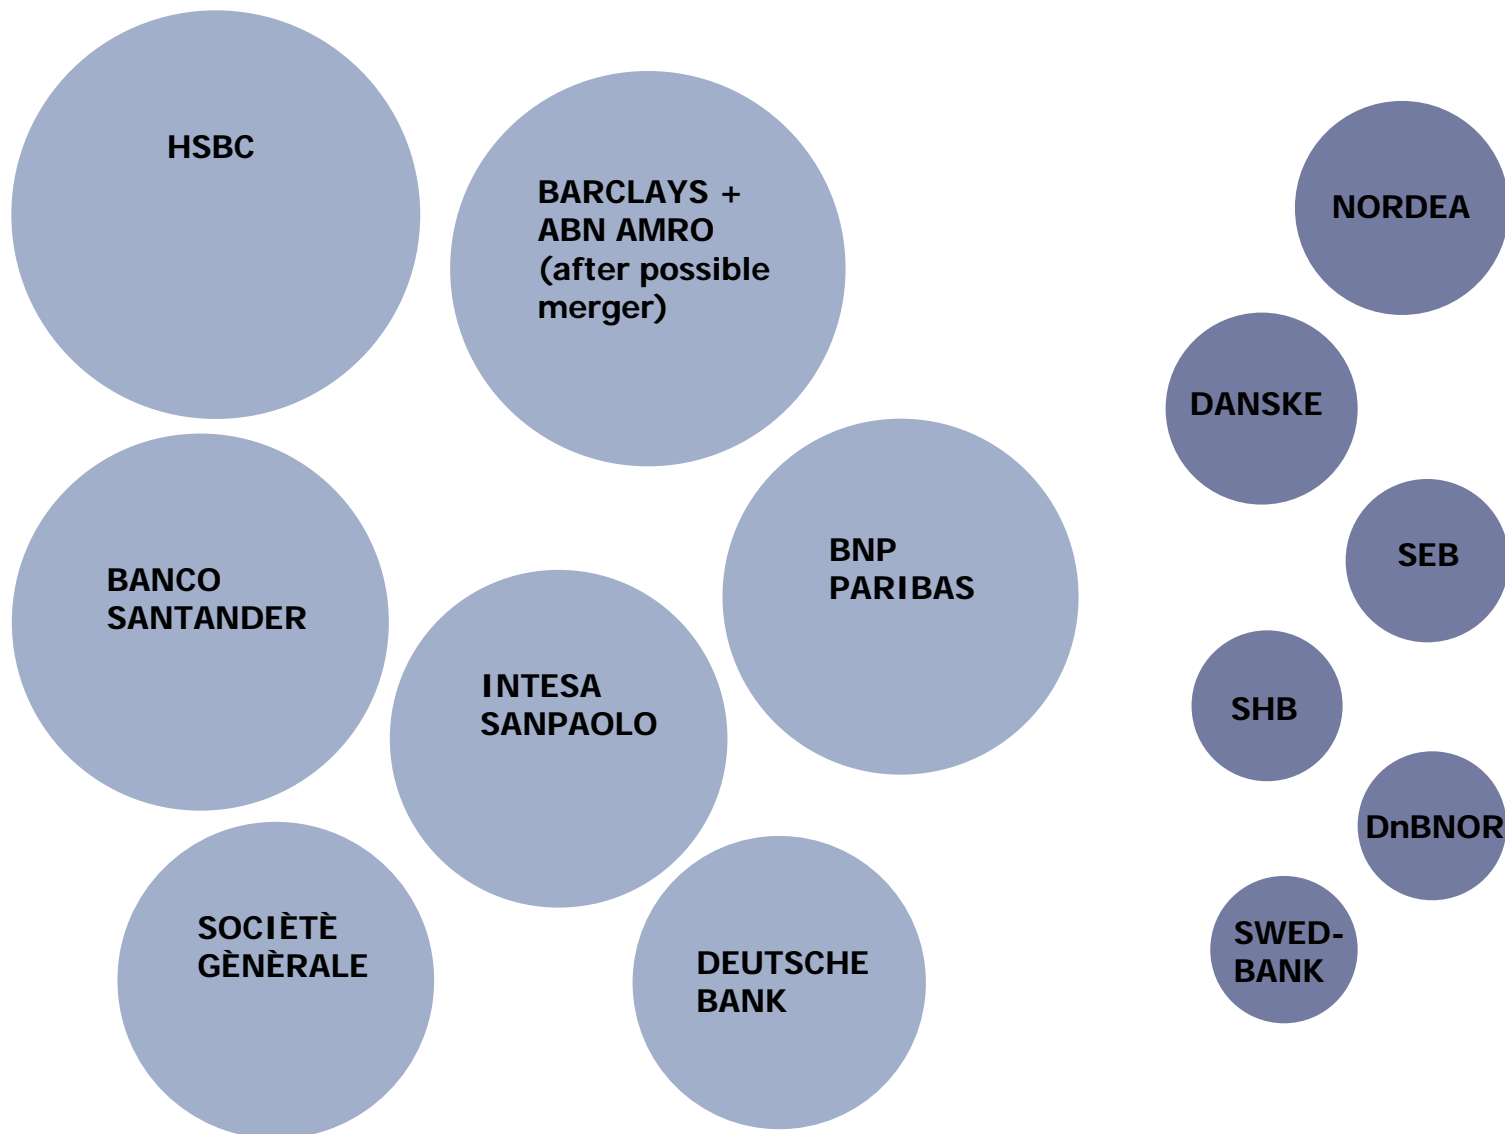 HSBC
BARCLAYS +
ABN AMRO
(after possible
merger)
NORDEA
DANSKE
BNP
PARIBAS
SEB
BANCO
SANTANDER
INTESA
SANPAOLO
SHB
DnBNOR
SOCIÈTÈ
GÈNÈRALE
DEUTSCHE
BANK
SWED-
BANK